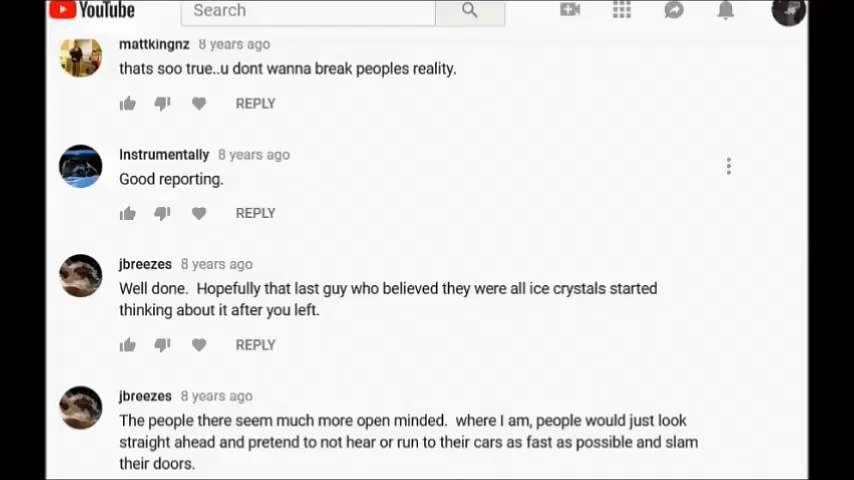 YouTube
Search
mattkingnz 8 years ago
thats soo true..u dont wanna break peoples reality.
REPLY
Instrumentally 8 years ago
Good reporting.
REPLY
jbreezes 8 years ago
Well done.  Hopefully that last guy who believed they were all ice crystals started
thinking about it after you left.
REPLY
jbreezes 8 years ago
The people there seem much more open minded.  where I am, people would just look
straight ahead and pretend to not hear or run to their cars as fast as possible and slam
their doors.